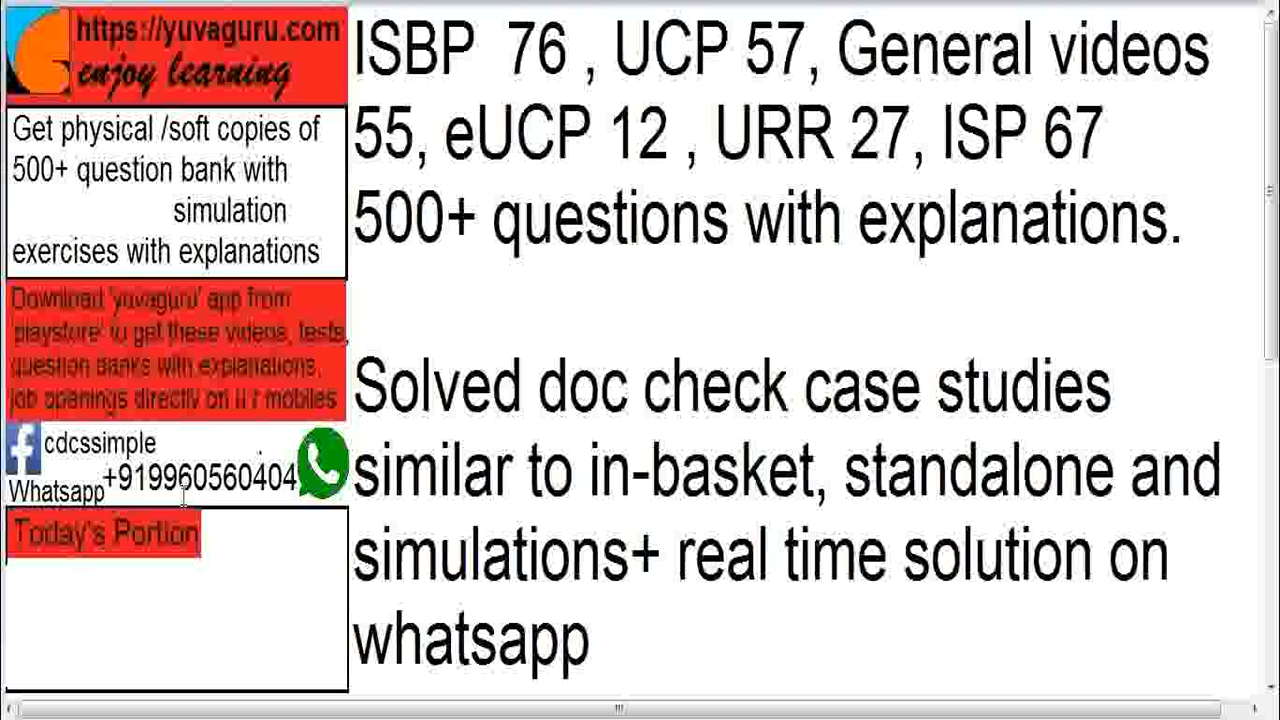 https://yuvaguru.com
enjoy learning
Get physical /soft copies of
500+ question bank with
simulation
exercises with explanations
Download 'yuvaguru' app from
'playstore' to get these videos, tests,
question banks with explanations,
job openings directly on u r mobiles
cdcssimple
+919960560404
Whatsapp
Today's Portion
ISBP 76 , UCP 57, General videos
55, eUCP 12 , URR 27, ISP 67
500+ questions with explanations.
Solved doc check case studies
similar to in-basket, standalone and
simulations+ real time solution on
whatsapp